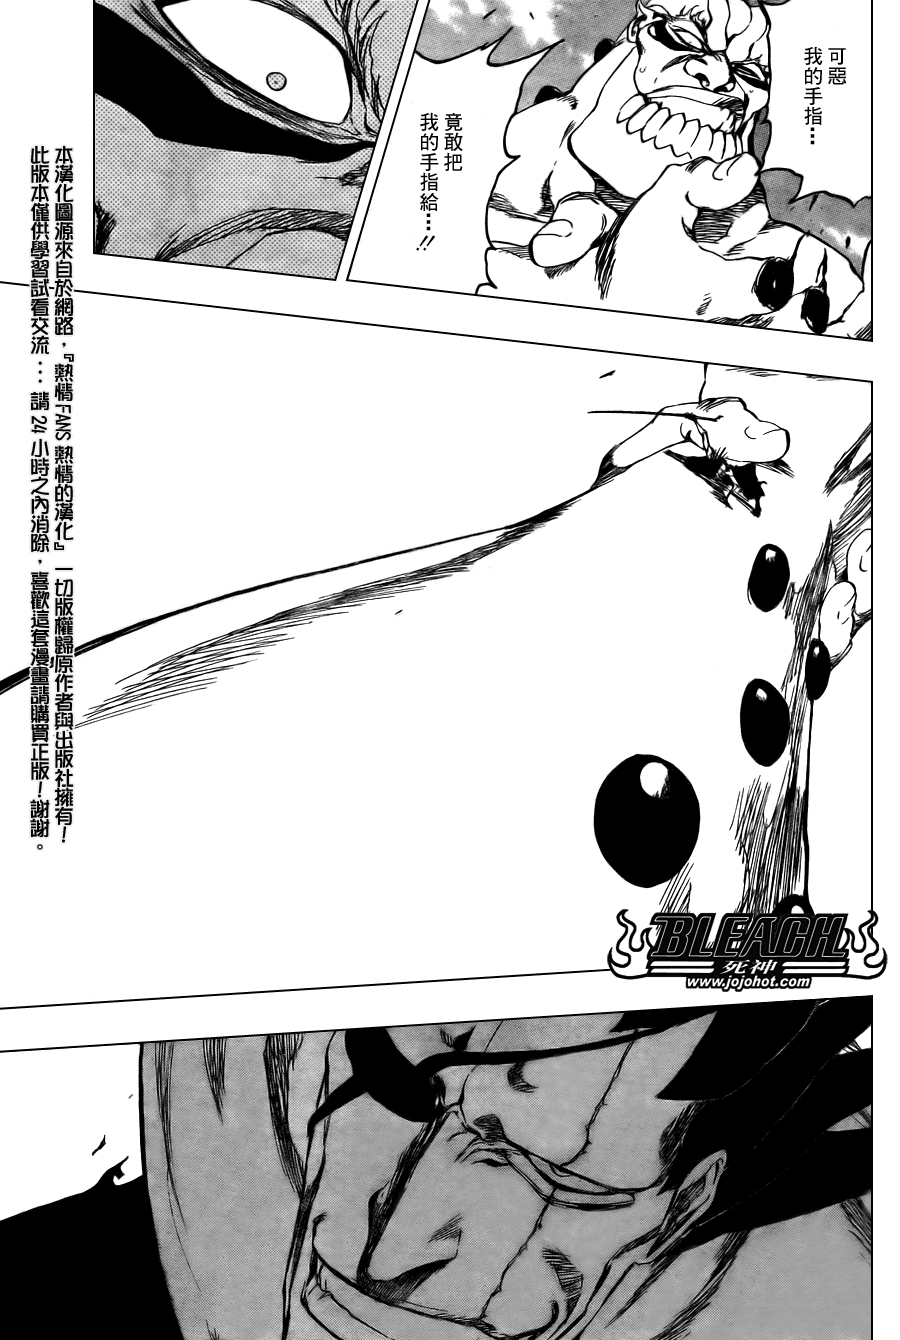 可惡
我的手指…
竟敢把
我的手指給…!!
本漢化圖源來自於網路，『熱情FANS熱情的漢化』一切版權歸原作者與出版社擁有！
此版本僅供學習試看交流… 請24小時之內消除，喜歡這套漫畫請購買正版！謝謝。
BLEACH
死神
www.jojohot.com